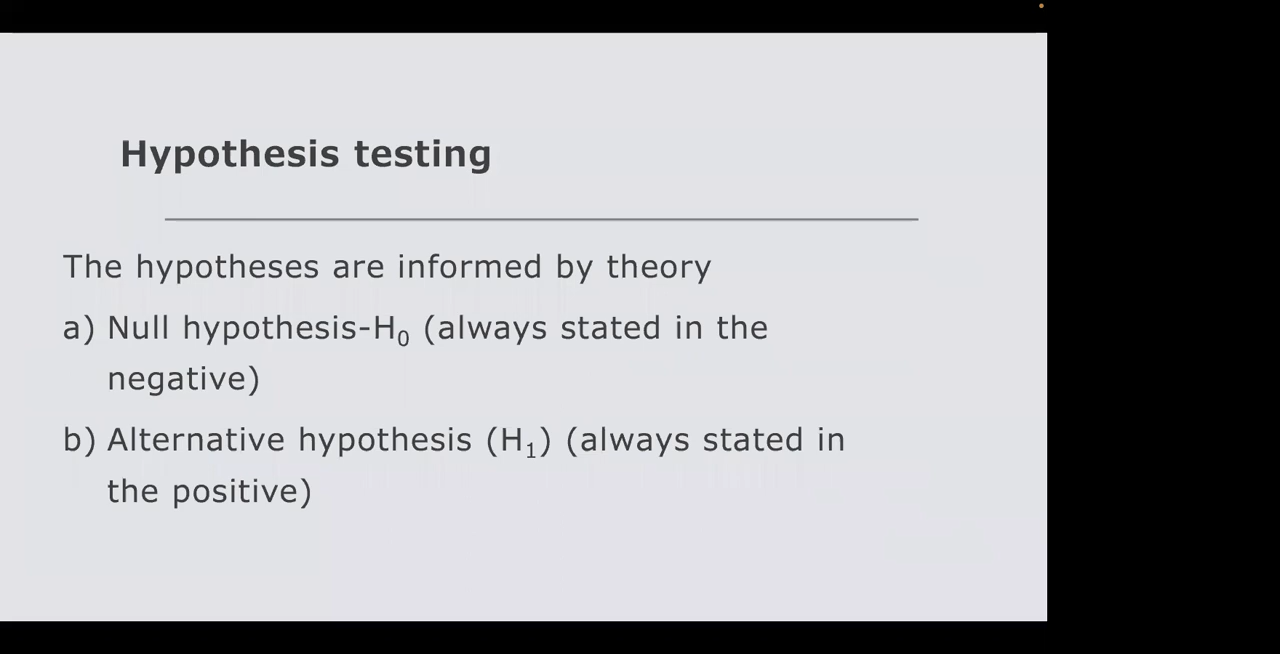 Hypothesis testing
The hypotheses are informed by theory
a) Null hypothesis-H₀ (always stated in the
negative)
b) Alternative hypothesis (H₁) (always stated in
the positive)